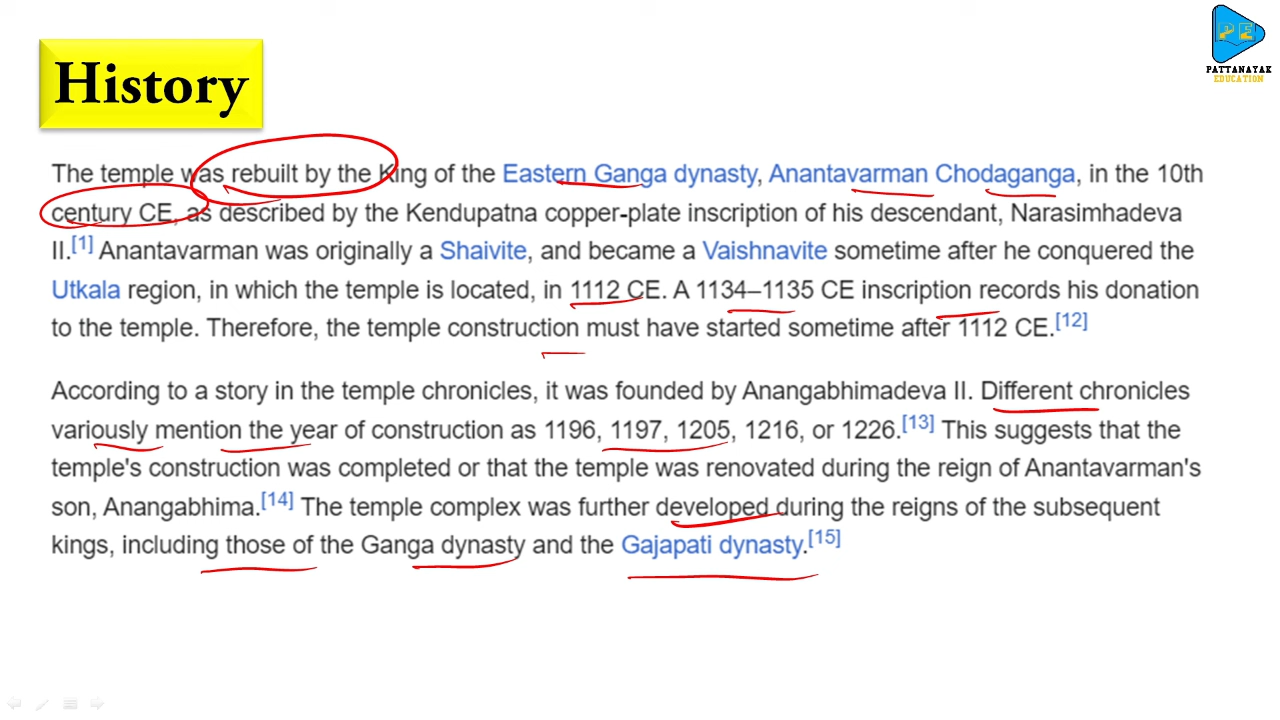 PATTANAYAK
EDUCATION
History
The temple was rebuilt by the King of the Eastern Ganga dynasty, Anantavarman Chodaganga, in the 10th
century CE, as described by the Kendupatna copper-plate inscription of his descendant, Narasimhadeva
II.[1] Anantavarman was originally a Shaivite, and became a Vaishnavite sometime after he conquered the
Utkala region, in which the temple is located, in 1112 CE. A 1134–1135 CE inscription records his donation
to the temple. Therefore, the temple construction must have started sometime after 1112 CE.[12]
According to a story in the temple chronicles, it was founded by Anangabhimadeva II. Different chronicles
variously mention the year of construction as 1196, 1197, 1205, 1216, or 1226.[13] This suggests that the
temple's construction was completed or that the temple was renovated during the reign of Anantavarman's
son, Anangabhima.[14] The temple complex was further developed during the reigns of the subsequent
kings, including those of the Ganga dynasty and the Gajapati dynasty.[15]